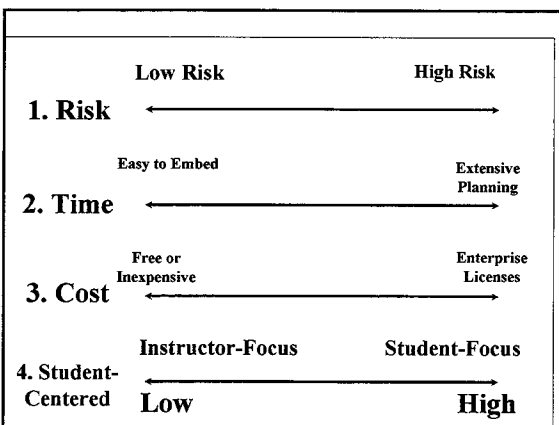 Low Risk High Risk
1. Risk
Easy to Embed Extensive
Planning
2. Time
Free or Enterprise
Inexpensive Licenses
3. Cost
Instructor-Focus Student-Focus
4. Student-
Centered Low High